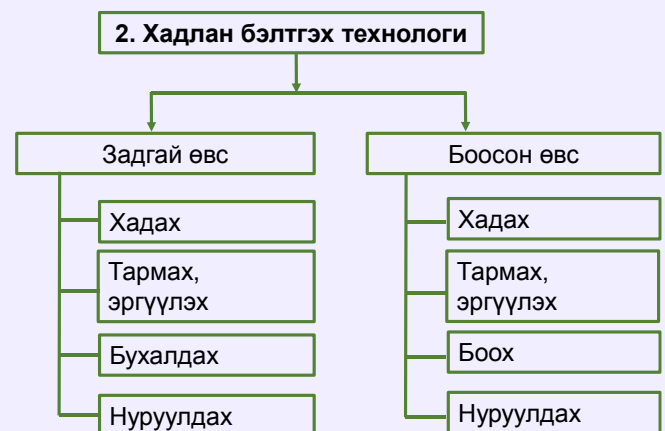 2. Хадлан бэлтгэх технологи
Задгай өвс
Хадах
Тармах,
эргүүлэх
Бухалдах
Нуруулдах
Боосон өвс
Хадах
Тармах,
эргүүлэх
Боох
Нуруулдах